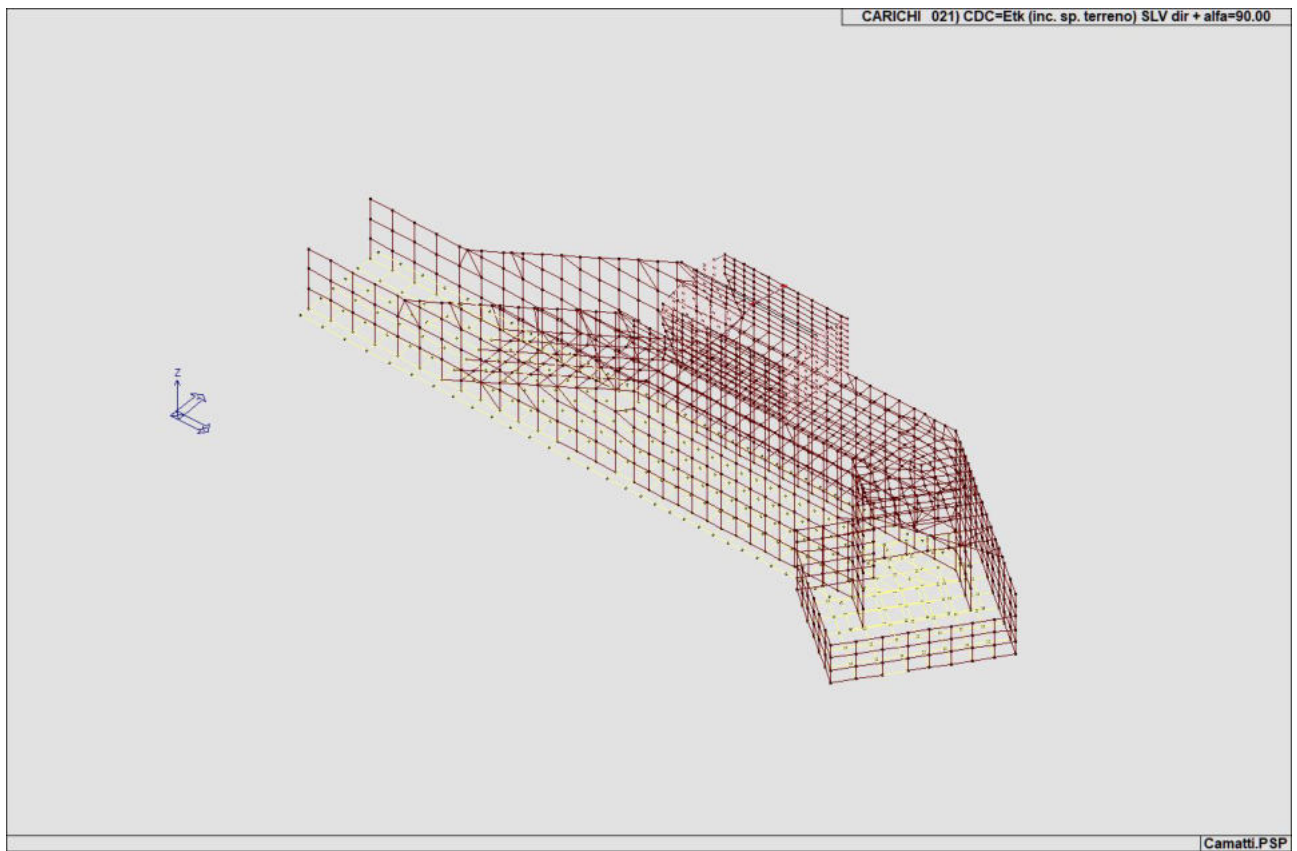 CARICHI 021) CDC=Etk (inc. sp. terreno) SLV dir + alfa=90.00
Z
Camatti.PSP